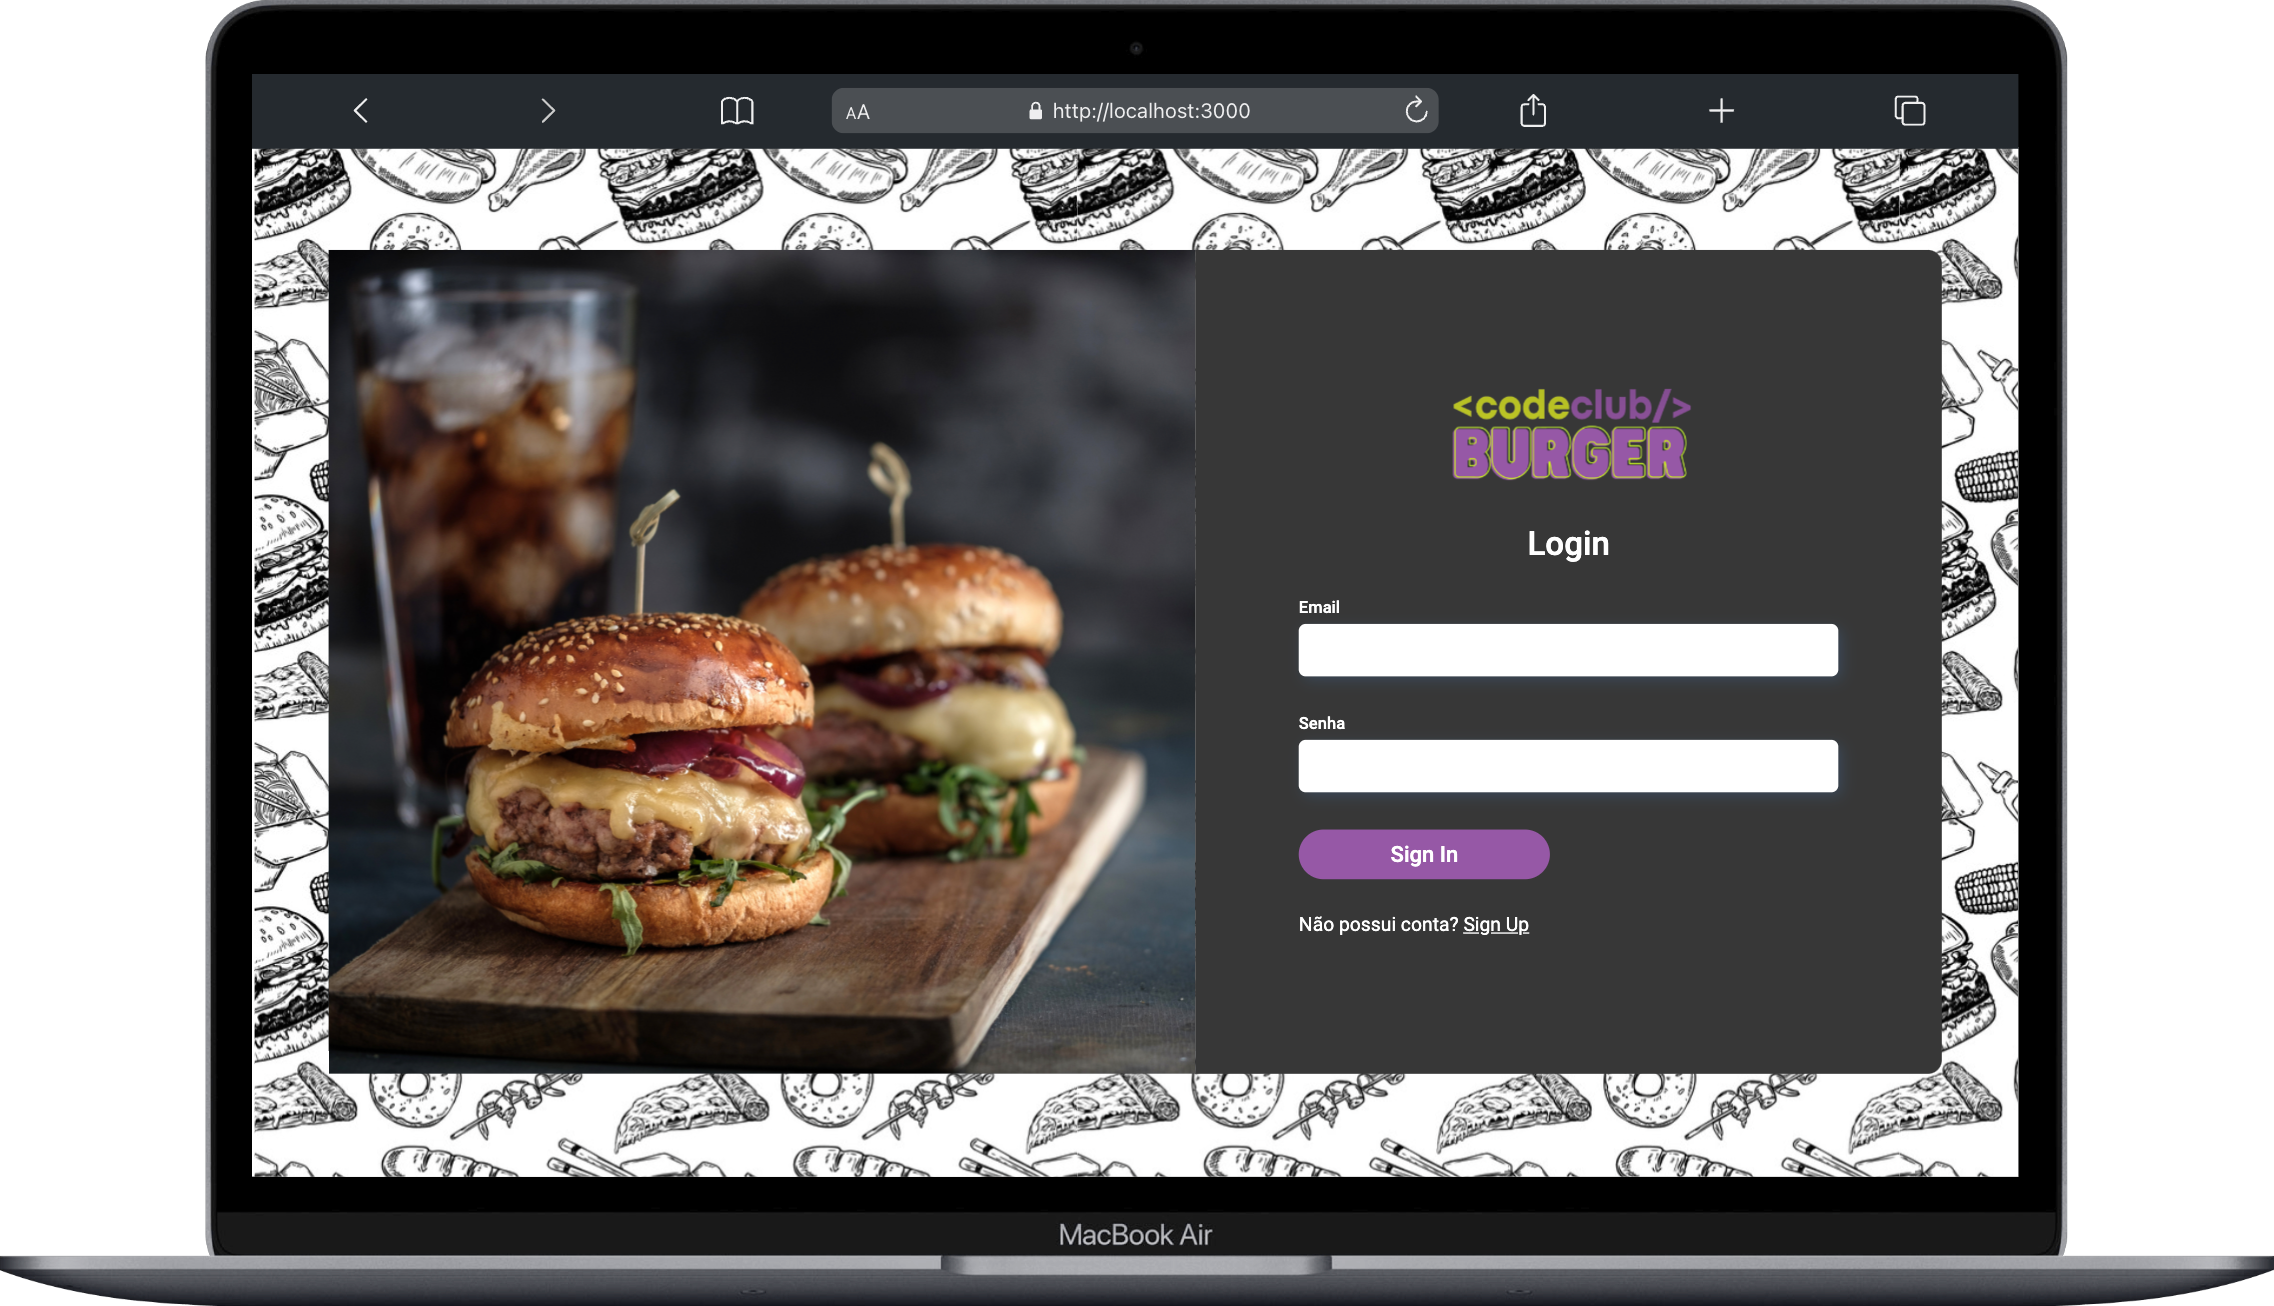 AA http://localhost:3000
<codeclub/>
BURGER
Login
Email
Senha
Sign In
Não possui conta? Sign Up
MacBook Air